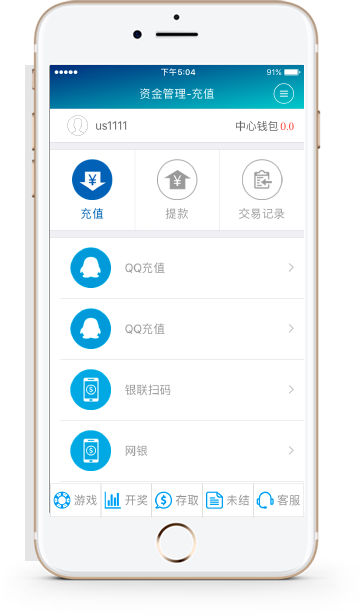 下午5:04 91%
资金管理-充值
us1111 中心钱包 0.0
充值 提款 交易记录
QQ充值
QQ充值
银联扫码
网银
游戏 开奖 存取 未结 客服